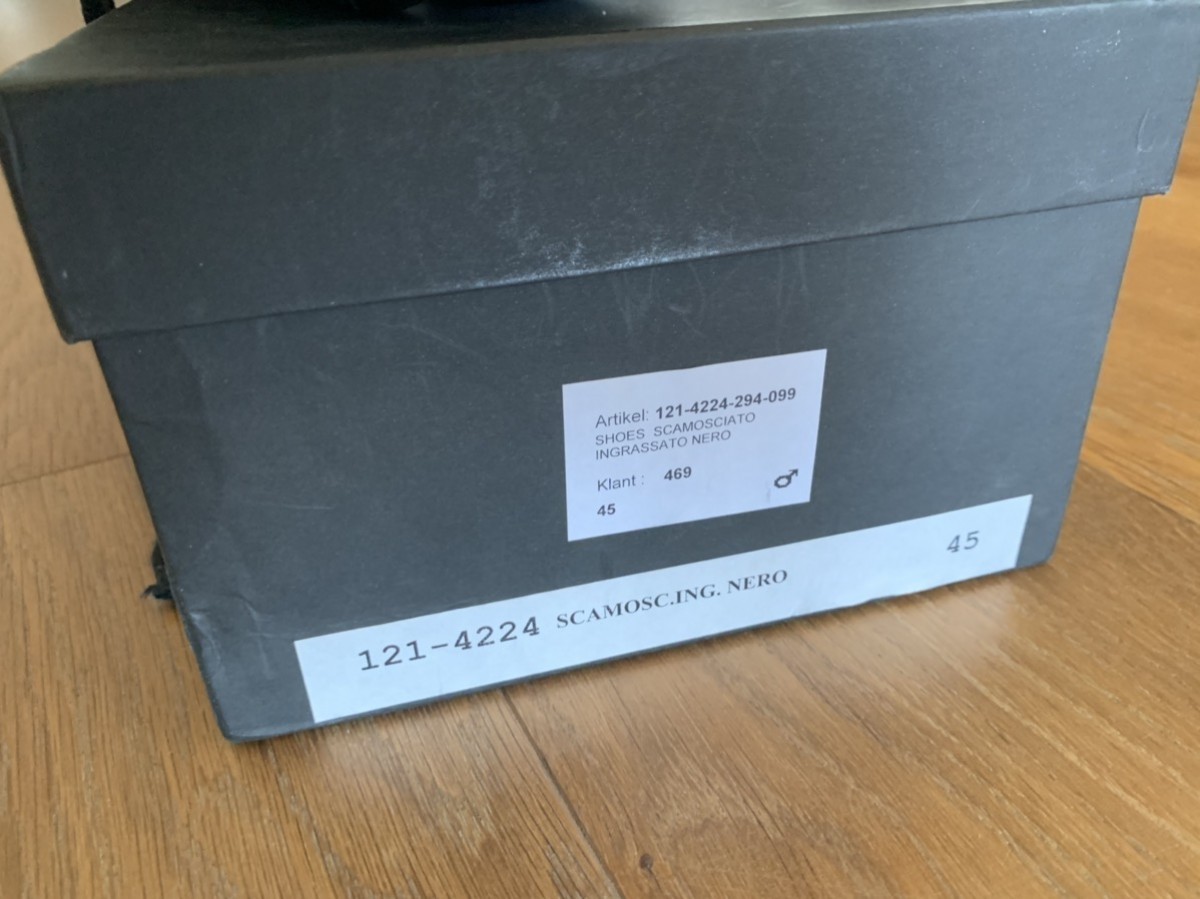 Artikel: 121-4224-294-099
SHOES SCAMOSCIATO
INGRASSATO NERO
Klant : 469
45 ♂
121-4224 SCAMOSC.ING. NERO 45